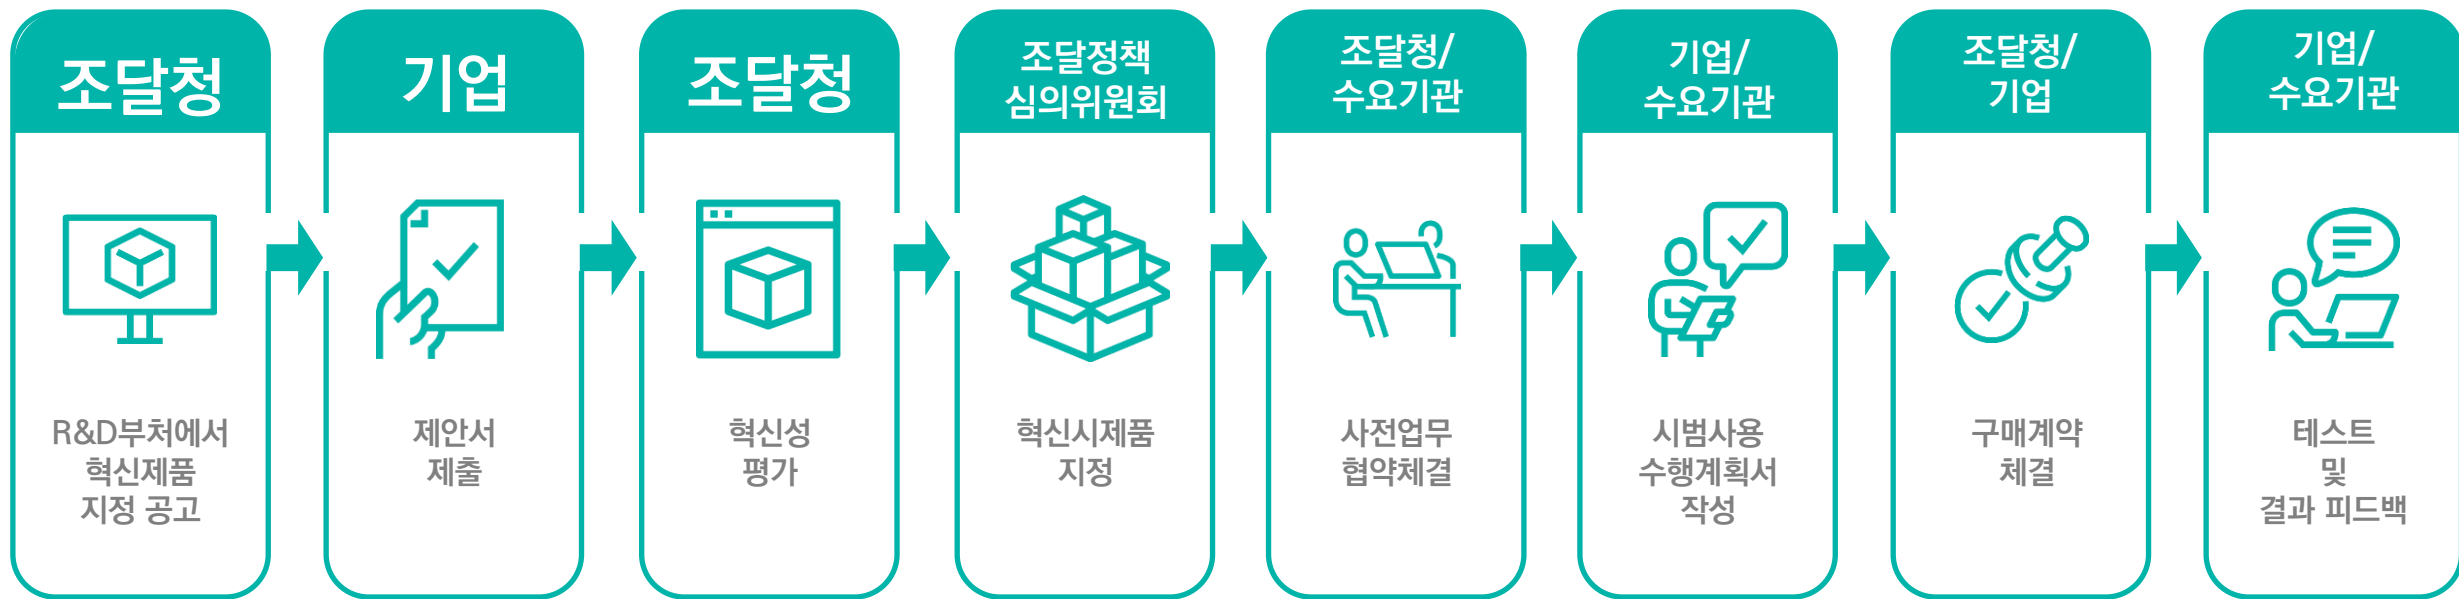 조달청
R&D부처에서
혁신제품
지정 공고
기업
제안서
제출
조달청
혁신성
평가
조달정책
심의위원회
혁신시제품
지정
조달청/
수요기관
사전업무
협약체결
기업/
수요기관
시범사용
수행계획서
작성
조달청/
기업
구매계약
체결
기업/
수요기관
테스트
및
결과 피드백